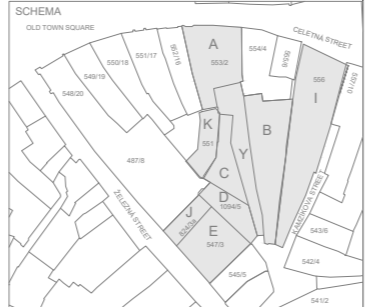 SCHEMA
OLD TOWN SQUARE
CELETNÁ STREET
A
553/2
554/4
552/16
551/17
550/18
549/19
548/20
556
I
K
551
B
Y
487/8
C
D
1094/5
J
E
547/3
ŽELEZNÁ STREET
KAMZÍKOVA STREET
543/6
542/4
545/5
541/2